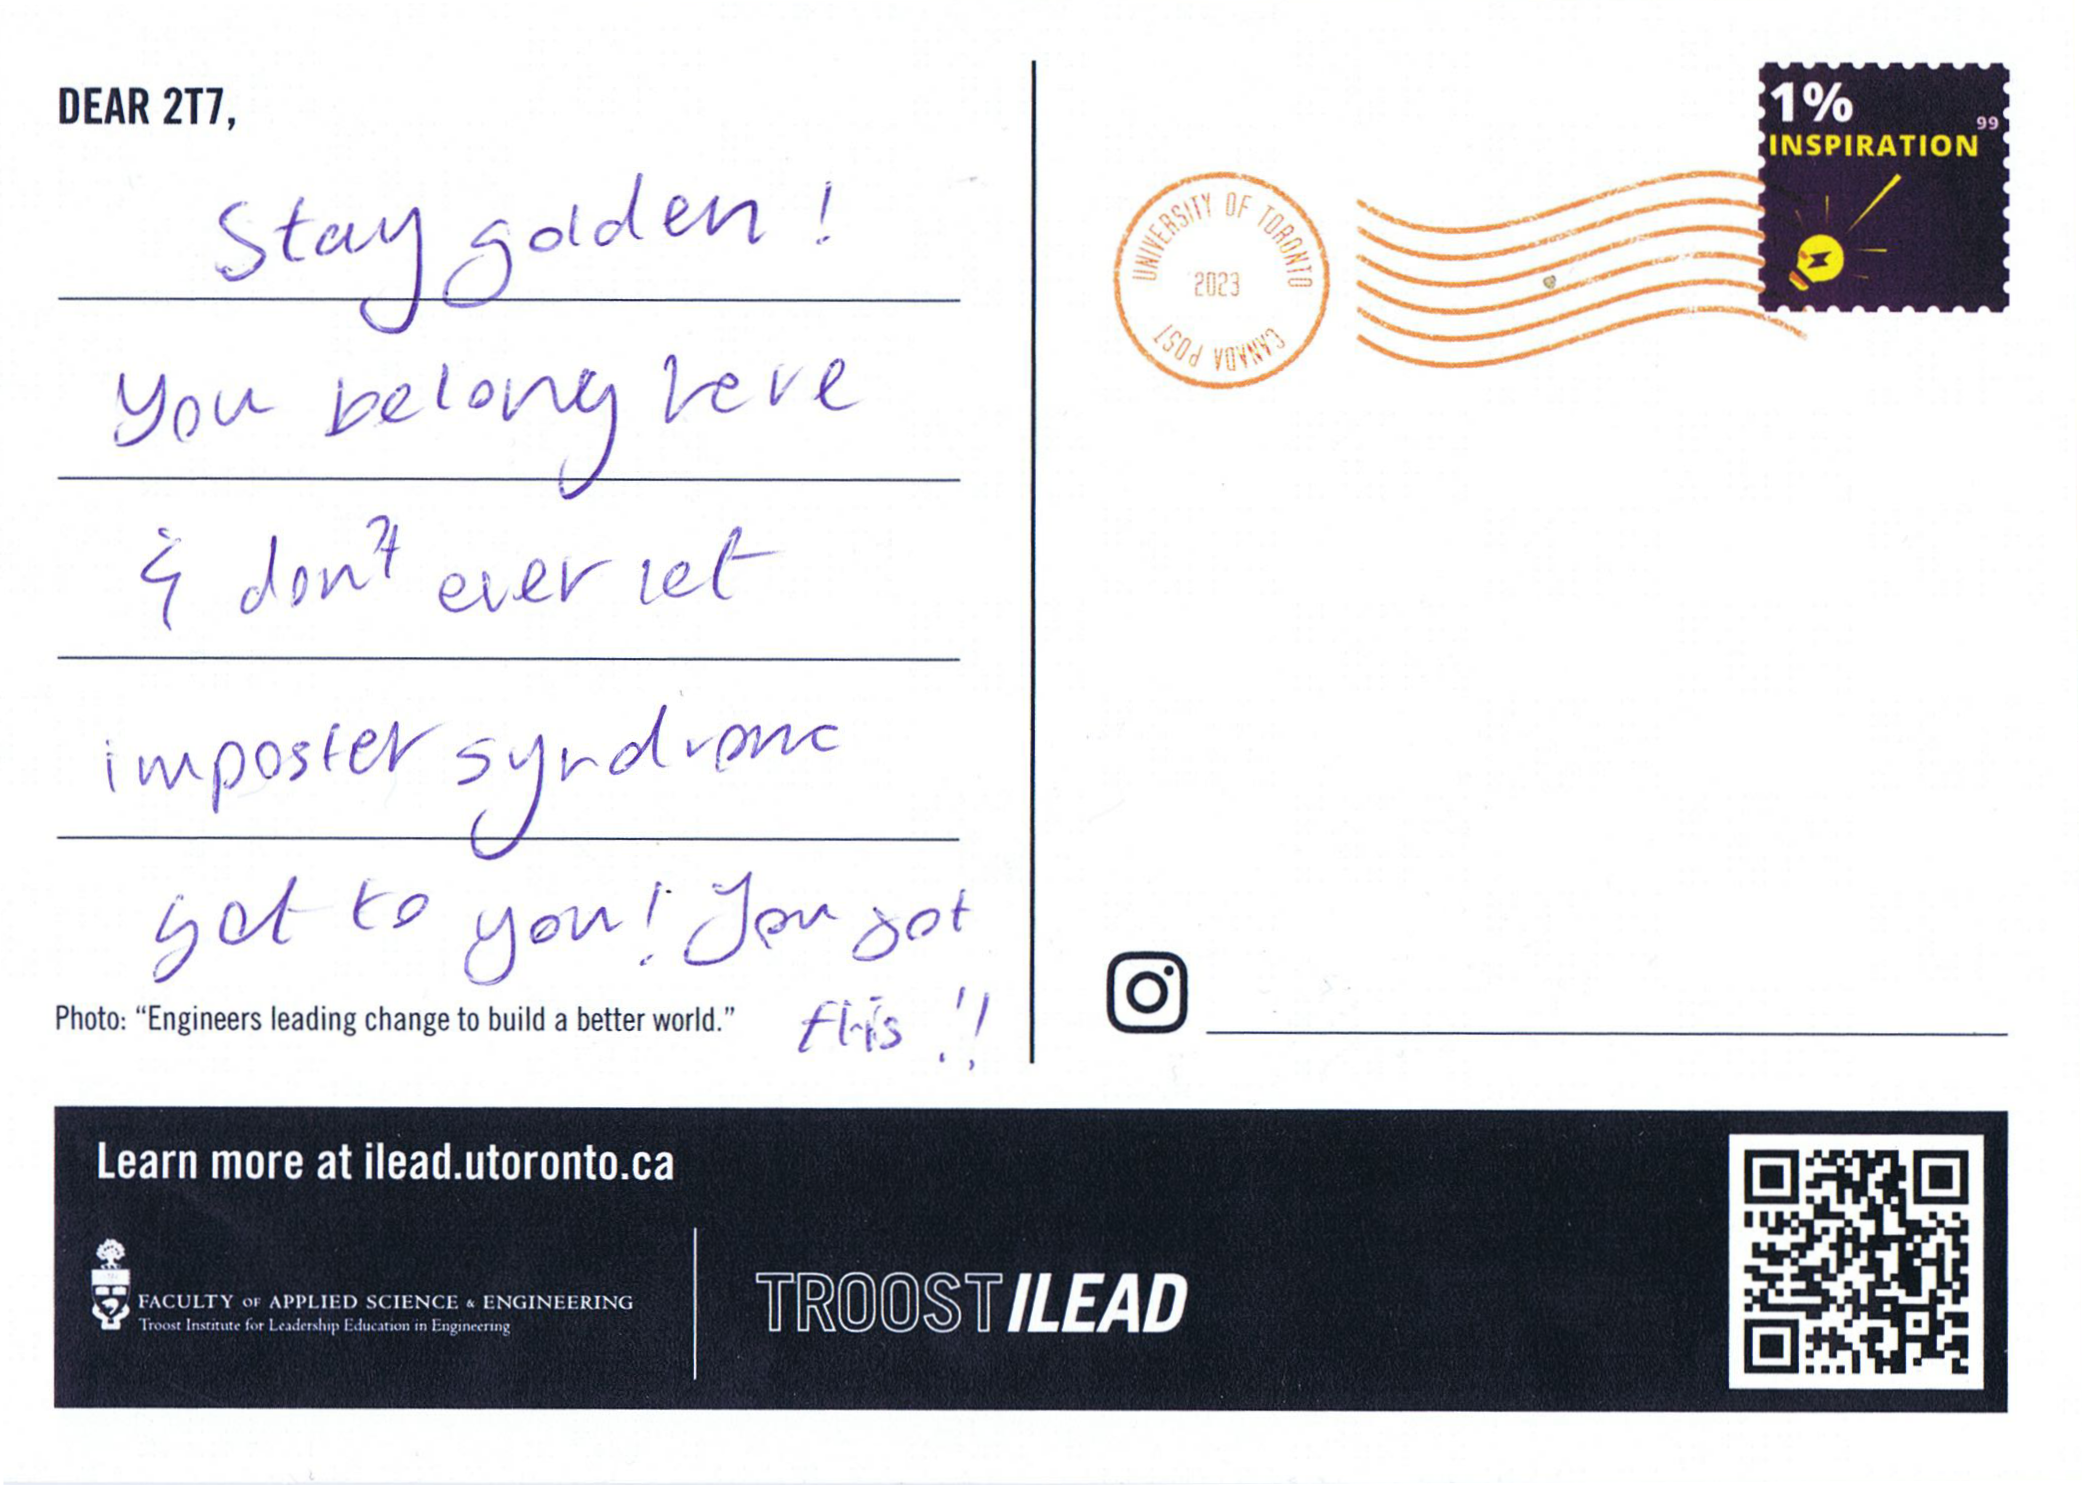 DEAR 2T7,
Stay golden!
You belong here
& don't ever let
imposter syndrome
get to you! You got
this!!
Photo: “Engineers leading change to build a better world.”
UNIVERSITY OF TORONTO
2023
CANADA POST
1%
99
INSPIRATION
Learn more at ilead.utoronto.ca
FACULTY OF APPLIED SCIENCE & ENGINEERING
Troost Institute for Leadership Education in Engineering
TROOST ILEAD